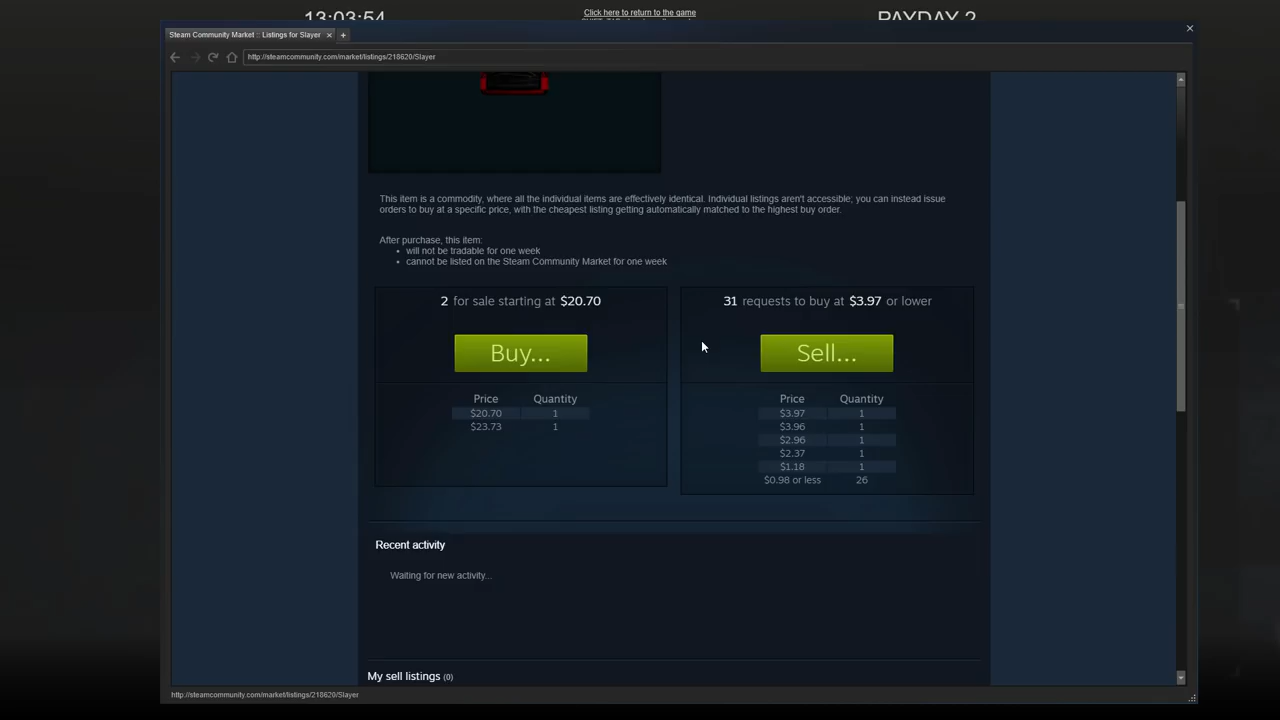 13:03:54
Click here to return to the game
PAYDAY 2
Steam Community Market :: Listings for Slayer
http://steamcommunity.com/market/listings/218620/Slayer
This item is a commodity, where all the individual items are effectively identical. Individual listings aren't accessible; you can instead issue
orders to buy at a specific price, with the cheapest listing getting automatically matched to the highest buy order.
After purchase, this item:
• will not be tradable for one week
• cannot be listed on the Steam Community Market for one week
2 for sale starting at $20.70
31 requests to buy at $3.97 or lower
Buy...
Sell...
Price Quantity
$20.70 1
$23.73 1
Price Quantity
$3.97 1
$3.96 1
$2.96 1
$2.37 1
$1.18 1
$0.98 or less 26
Recent activity
Waiting for new activity...
My sell listings (0)
http://steamcommunity.com/market/listings/218620/Slayer